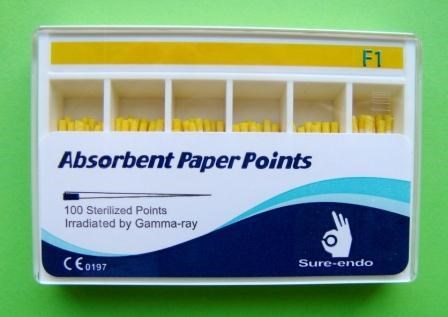 F1
Absorbent Paper Points
100 Sterilized Points
Irradiated by Gamma-ray
CE 0197
Sure-endo